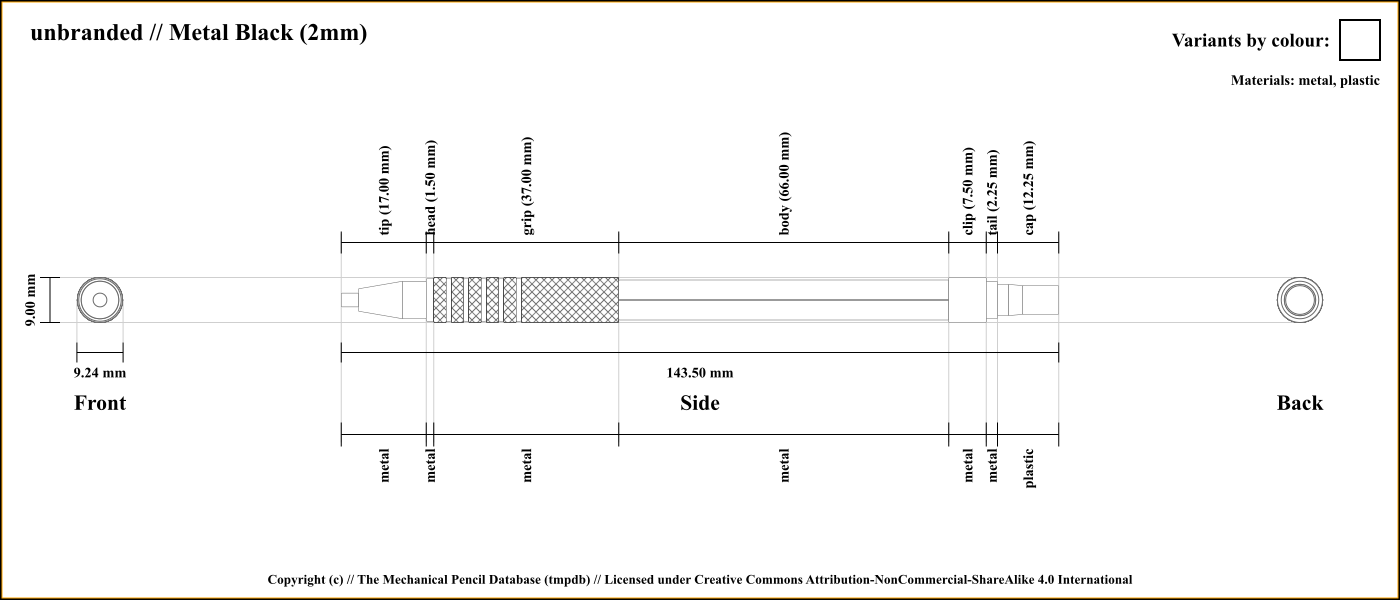 unbranded // Metal Black (2mm)
Variants by colour:
Materials: metal, plastic
tip (17.00 mm)
head (1.50 mm)
grip (37.00 mm)
body (66.00 mm)
clip (7.50 mm)
tail (2.25 mm)
cap (12.25 mm)
9.00 mm
9.24 mm
143.50 mm
Front
Side
Back
metal
metal
metal
metal
metal
metal
plastic
Copyright (c) // The Mechanical Pencil Database (tmpdb) // Licensed under Creative Commons Attribution-NonCommercial-ShareAlike 4.0 International